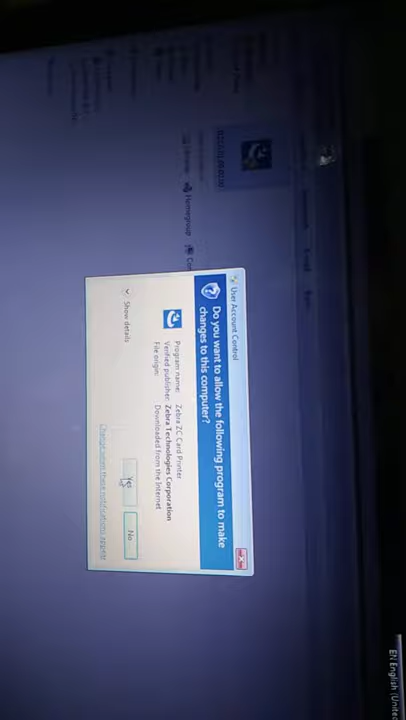 User Account Control
Do you want to allow the following program to make
changes to this computer?
Program name: Zebra ZC Card Printer
Verified publisher: Zebra Technologies Corporation
File origin: Downloaded from the Internet
Show details
Yes
No
Change when these notifications appear
Homegroup
EN English (United